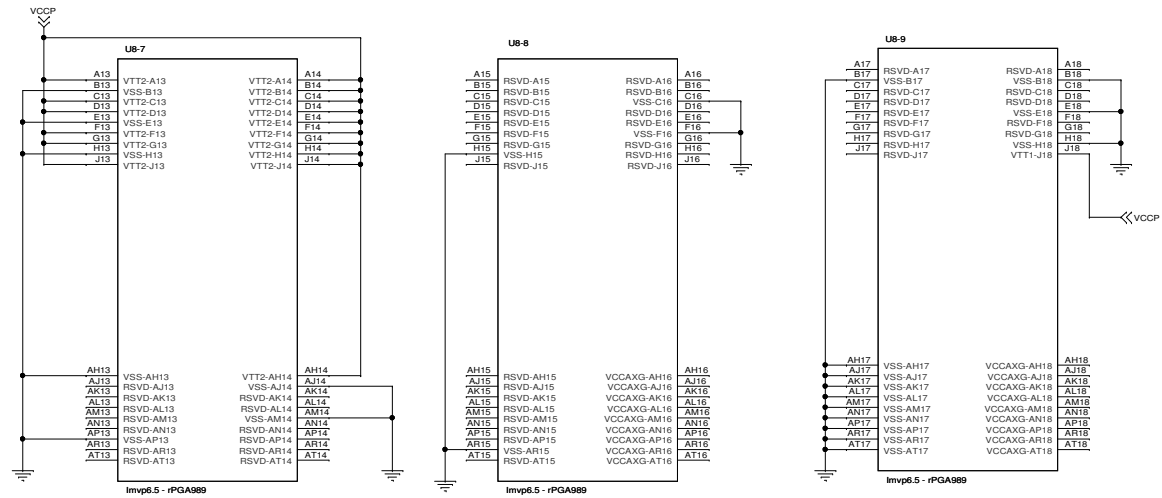 VCCP
U8-7
A13 VTT2-A13 VTT2-A14 A14
B13 VSS-B13 VTT2-B14 B14
C13 VTT2-C13 VTT2-C14 C14
D13 VTT2-D13 VTT2-D14 D14
E13 VSS-E13 VTT2-E14 E14
F13 VTT2-F13 VTT2-F14 F14
G13 VTT2-G13 VTT2-G14 G14
H13 VSS-H13 VTT2-H14 H14
J13 VTT2-J13 VTT2-J14 J14
AH13 VSS-AH13 VTT2-AH14 AH14
AJ13 RSVD-AJ13 VSS-AJ14 AJ14
AK13 RSVD-AK13 RSVD-AK14 AK14
AL13 RSVD-AL13 RSVD-AL14 AL14
AM13 RSVD-AM13 VSS-AM14 AM14
AN13 RSVD-AN13 RSVD-AN14 AN14
AP13 VSS-AP13 RSVD-AP14 AP14
AR13 RSVD-AR13 RSVD-AR14 AR14
AT13 RSVD-AT13 RSVD-AT14 AT14
Imvp6.5 - rPGA989
U8-8
A15 RSVD-A15 RSVD-A16 A16
B15 RSVD-B15 RSVD-B16 B16
C15 RSVD-C15 VSS-C16 C16
D15 RSVD-D15 RSVD-D16 D16
E15 RSVD-E15 RSVD-E16 E16
F15 RSVD-F15 VSS-F16 F16
G15 RSVD-G15 RSVD-G16 G16
H15 VSS-H15 RSVD-H16 H16
J15 RSVD-J15 RSVD-J16 J16
AH15 RSVD-AH15 VCCAXG-AH16 AH16
AJ15 RSVD-AJ15 VCCAXG-AJ16 AJ16
AK15 RSVD-AK15 VCCAXG-AK16 AK16
AL15 RSVD-AL15 VCCAXG-AL16 AL16
AM15 RSVD-AM15 VCCAXG-AM16 AM16
AN15 RSVD-AN15 VCCAXG-AN16 AN16
AP15 RSVD-AP15 VCCAXG-AP16 AP16
AR15 VSS-AR15 VCCAXG-AR16 AR16
AT15 RSVD-AT15 VCCAXG-AT16 AT16
Imvp6.5 - rPGA989
U8-9
A17 RSVD-A17 RSVD-A18 A18
B17 VSS-B17 VSS-B18 B18
C17 RSVD-C17 RSVD-C18 C18
D17 RSVD-D17 RSVD-D18 D18
E17 RSVD-E17 VSS-E18 E18
F17 RSVD-F17 RSVD-F18 F18
G17 RSVD-G17 RSVD-G18 G18
H17 RSVD-H17 VSS-H18 H18
J17 RSVD-J17 VTT1-J18 J18
VCCP
AH17 VSS-AH17 VCCAXG-AH18 AH18
AJ17 VSS-AJ17 VCCAXG-AJ18 AJ18
AK17 VSS-AK17 VCCAXG-AK18 AK18
AL17 VSS-AL17 VCCAXG-AL18 AL18
AM17 VSS-AM17 VCCAXG-AM18 AM18
AN17 VSS-AN17 VCCAXG-AN18 AN18
AP17 VSS-AP17 VCCAXG-AP18 AP18
AR17 VSS-AR17 VCCAXG-AR18 AR18
AT17 VSS-AT17 VCCAXG-AT18 AT18
Imvp6.5 - rPGA989